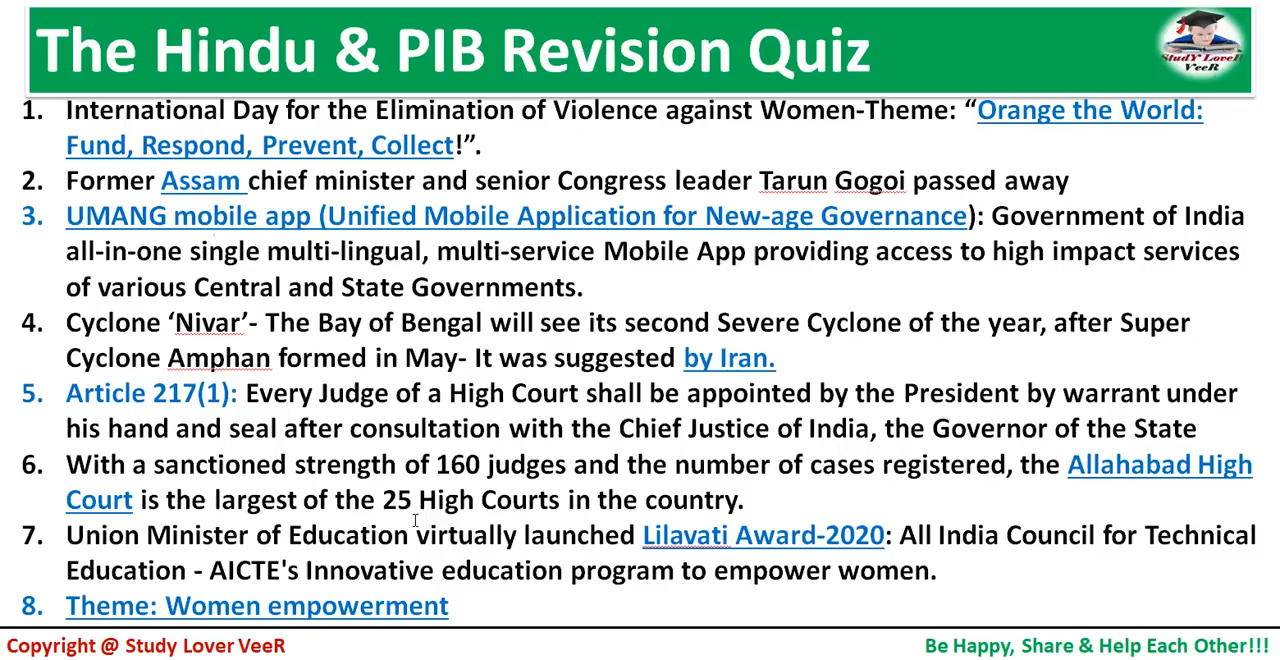 The Hindu & PIB Revision Quiz
StudY LoveR
VeeR
1. International Day for the Elimination of Violence against Women-Theme: “Orange the World:
Fund, Respond, Prevent, Collect!”.
2. Former Assam chief minister and senior Congress leader Tarun Gogoi passed away
3. UMANG mobile app (Unified Mobile Application for New-age Governance): Government of India
all-in-one single multi-lingual, multi-service Mobile App providing access to high impact services
of various Central and State Governments.
4. Cyclone ‘Nivar’- The Bay of Bengal will see its second Severe Cyclone of the year, after Super
Cyclone Amphan formed in May- It was suggested by Iran.
5. Article 217(1): Every Judge of a High Court shall be appointed by the President by warrant under
his hand and seal after consultation with the Chief Justice of India, the Governor of the State
6. With a sanctioned strength of 160 judges and the number of cases registered, the Allahabad High
Court is the largest of the 25 High Courts in the country.
7. Union Minister of Education virtually launched Lilavati Award-2020: All India Council for Technical
Education - AICTE's Innovative education program to empower women.
8. Theme: Women empowerment
Copyright @ Study Lover VeeR
Be Happy, Share & Help Each Other!!!